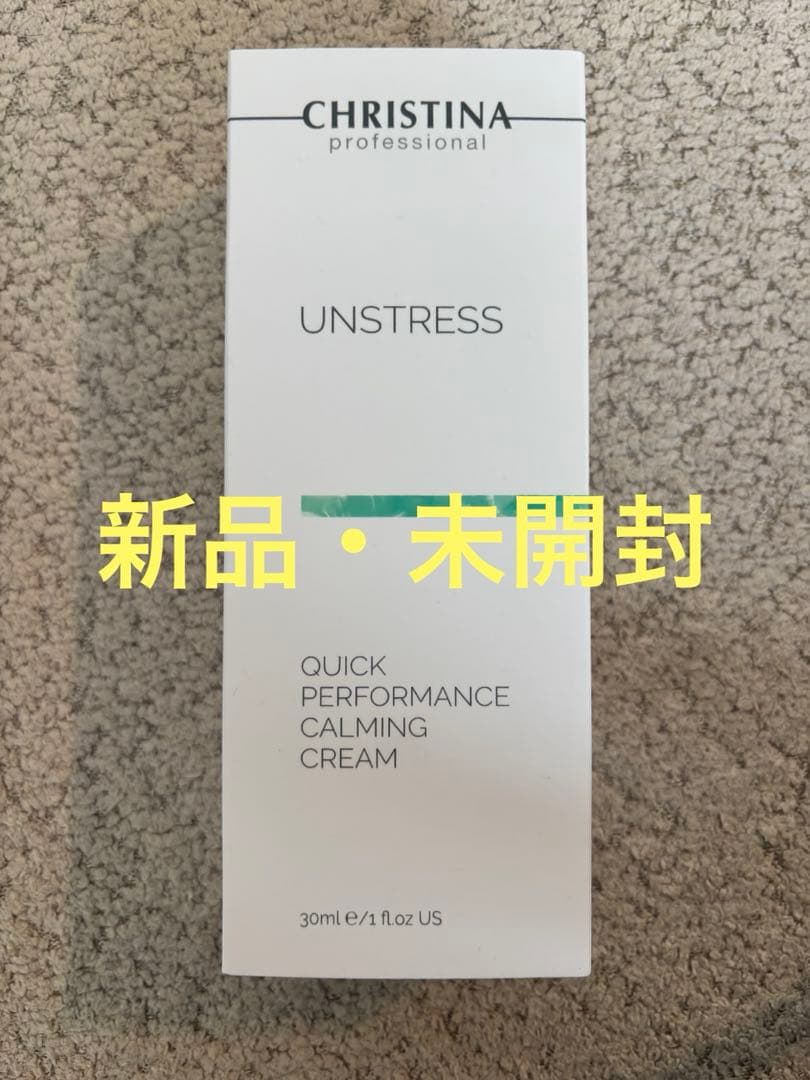 CHRISTINA
professional
UNSTRESS
新品・未開封
QUICK
PERFORMANCE
CALMING
CREAM
30ml ℮/1 fl.oz US